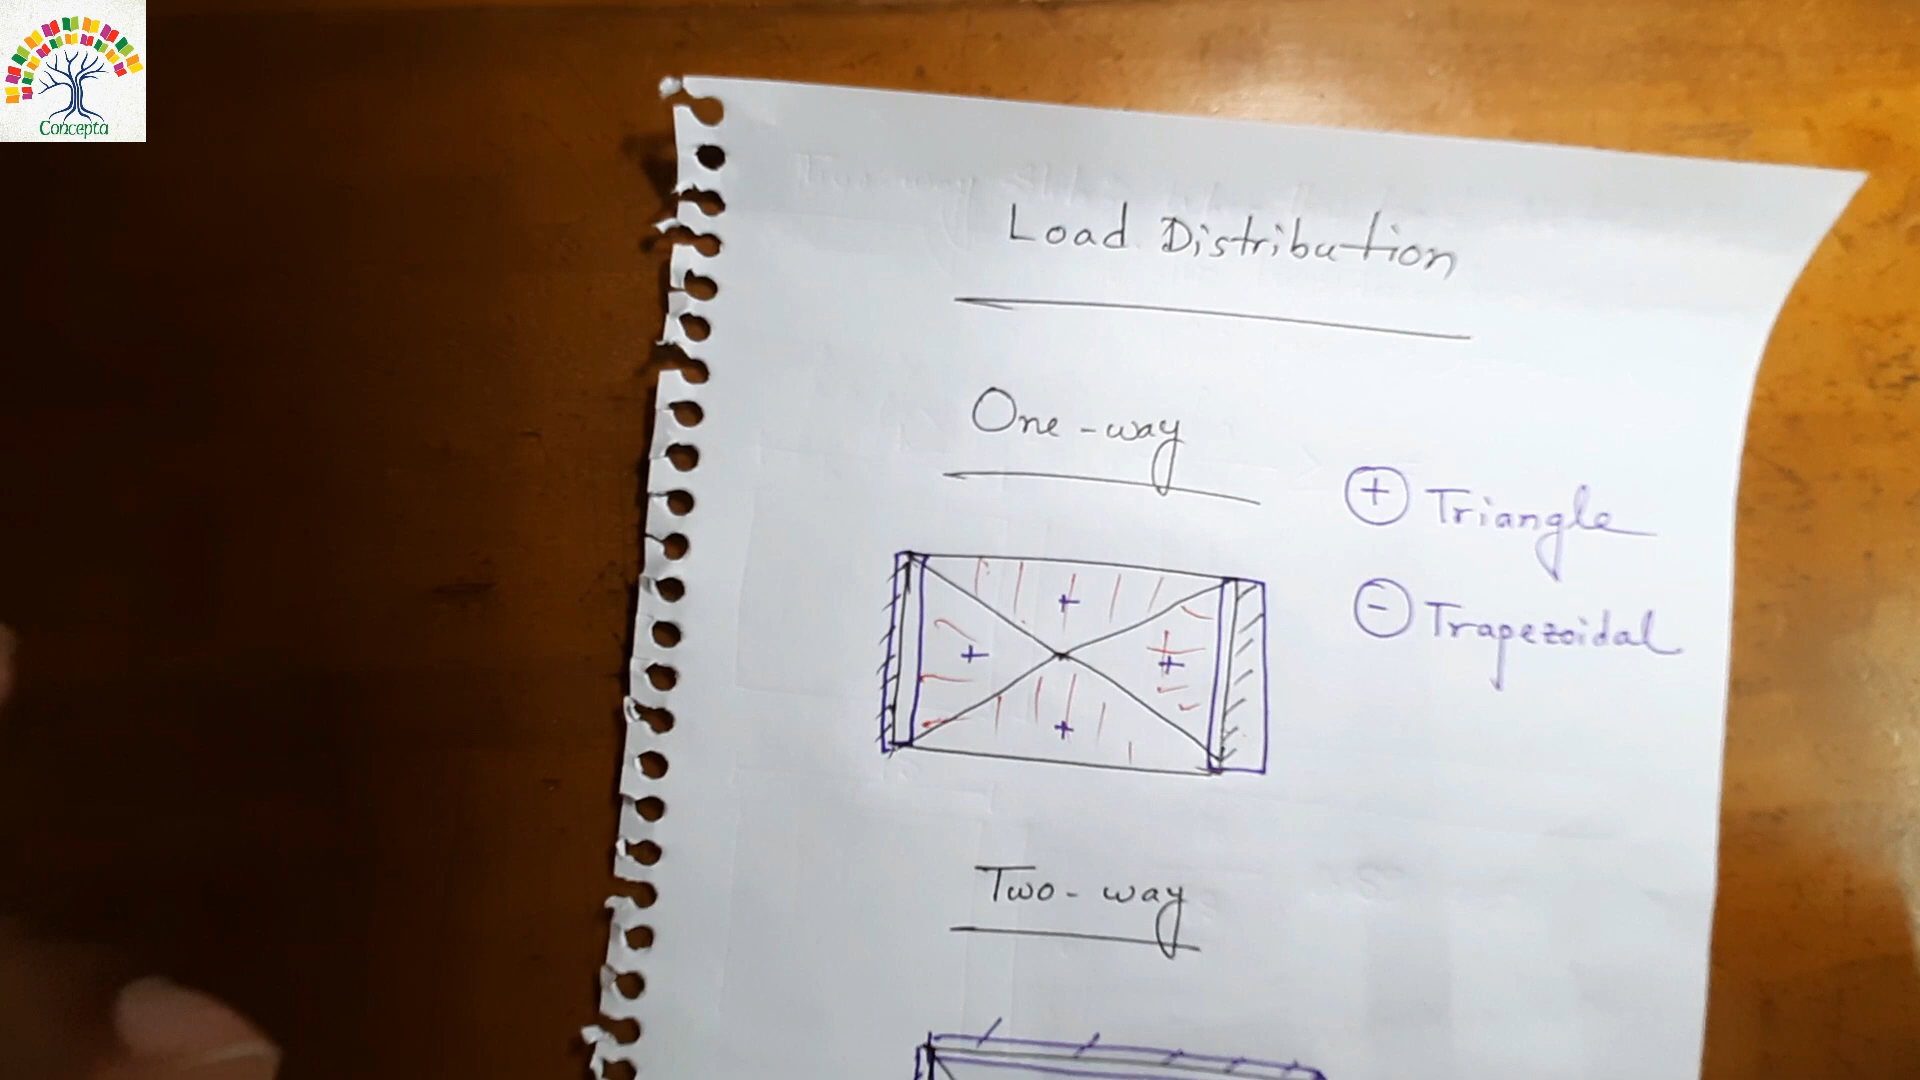 Concepta
Load Distribution
One-way
+ Triangle
- Trapezoidal
+
+ +
+
Two-way